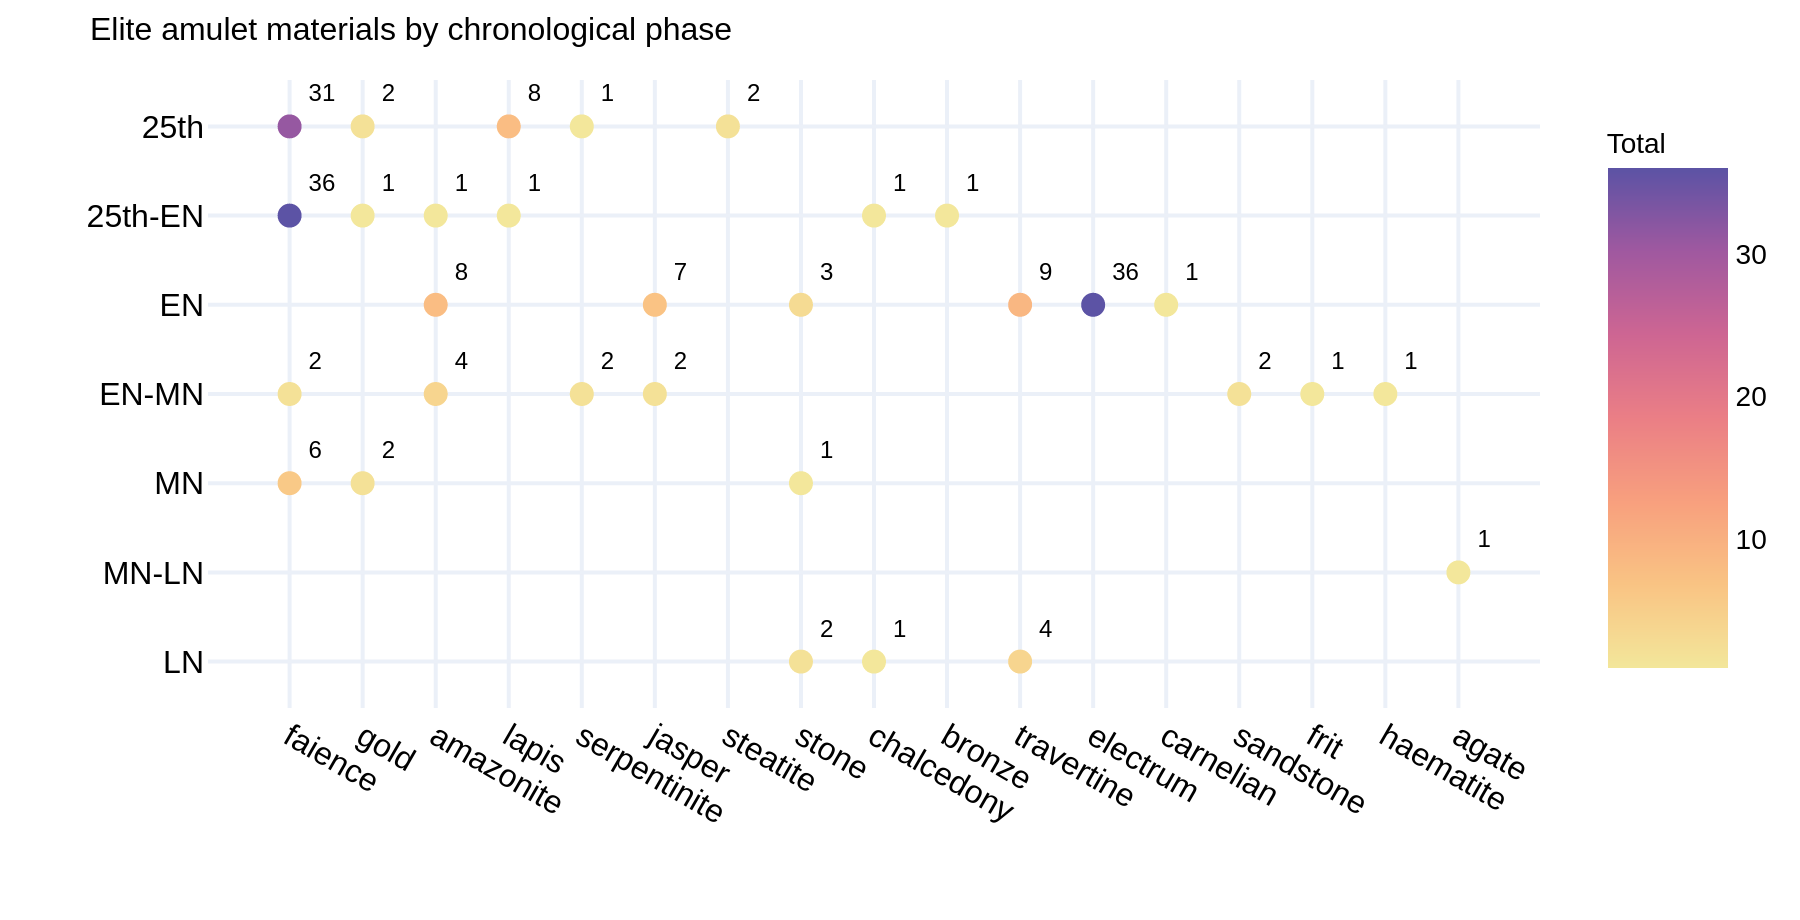 Elite amulet materials by chronological phase
31 2 8 1 2
25th
36 1 1 1 1 1
25th-EN
8 7 3 9 36 1
EN
2 4 2 2 2 1 1
EN-MN
6 2 1
MN
1
MN-LN
2 1 4
LN
faience
gold
amazonite
lapis
serpentinite
jasper
steatite
stone
chalcedony
bronze
travertine
electrum
carnelian
sandstone
frit
haematite
agate
Total
30
20
10